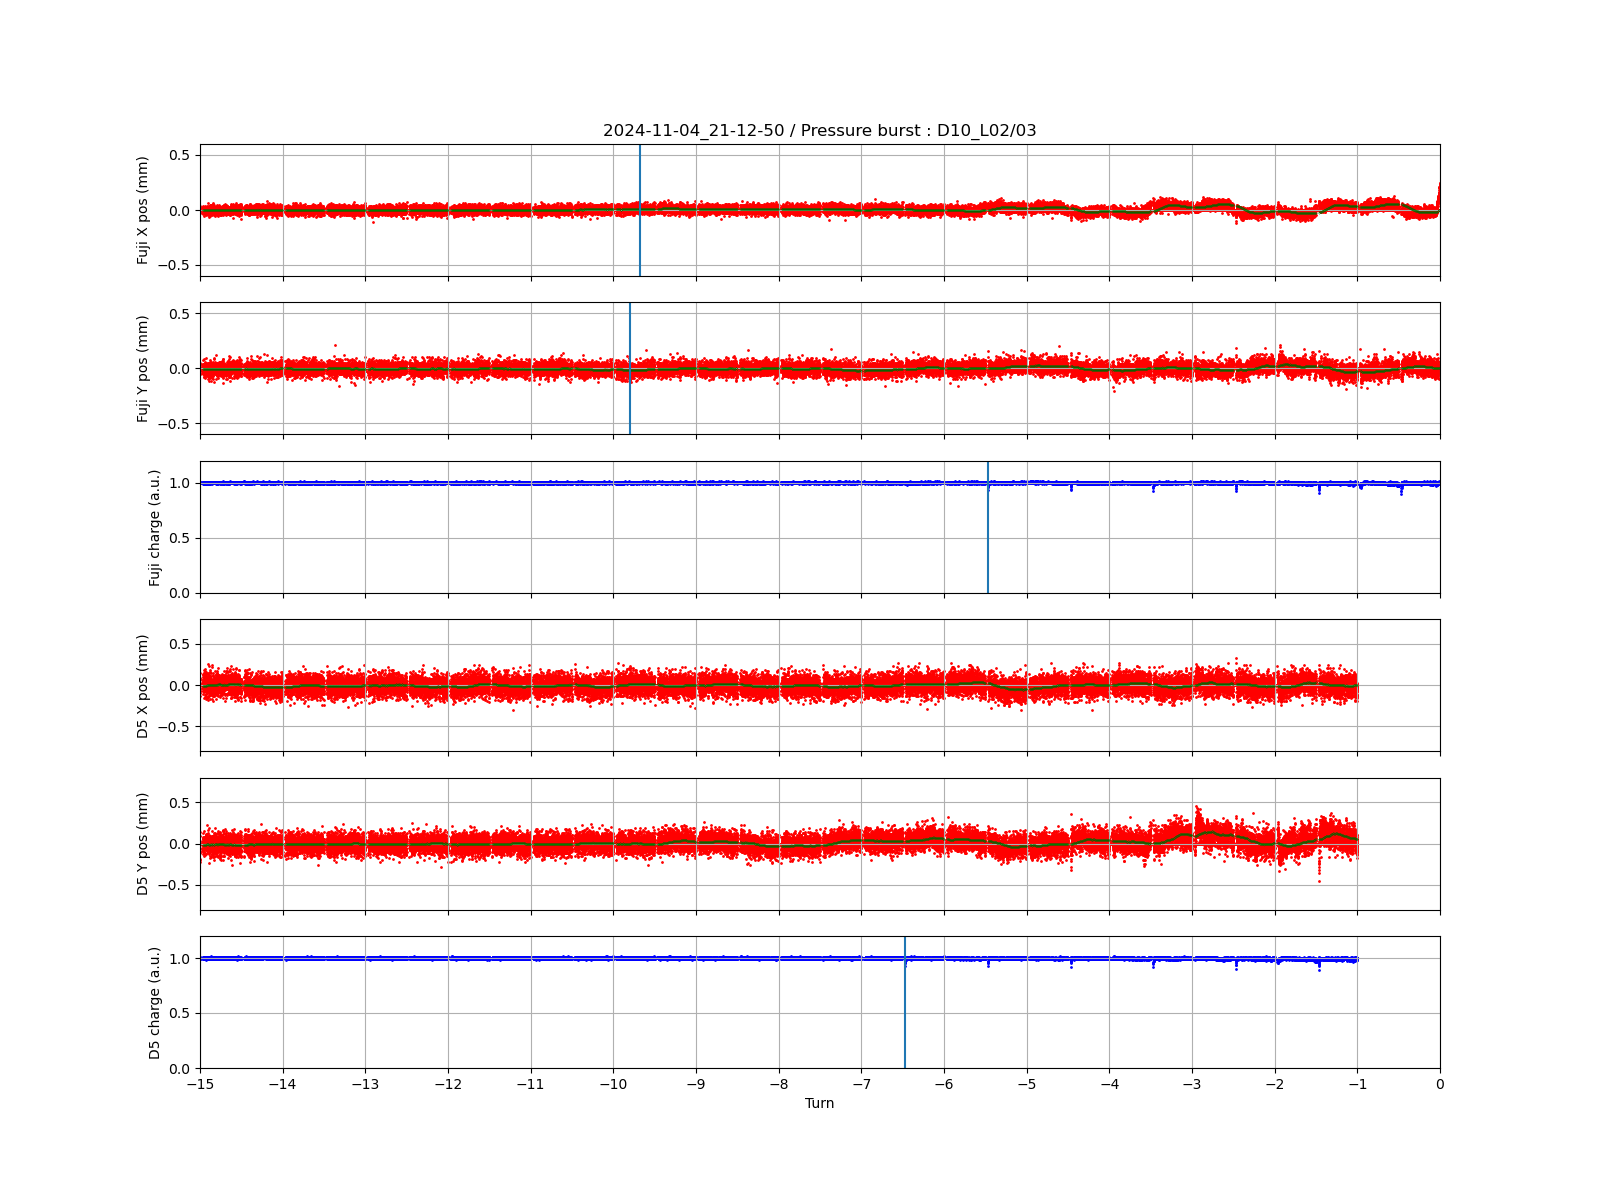 2024-11-04_21-12-50 / Pressure burst : D10_L02/03
Fuji X pos (mm)
0.5
0.0
−0.5
Fuji Y pos (mm)
0.5
0.0
−0.5
Fuji charge (a.u.)
1.0
0.5
0.0
D5 X pos (mm)
0.5
0.0
−0.5
D5 Y pos (mm)
0.5
0.0
−0.5
D5 charge (a.u.)
1.0
0.5
0.0
−15 −14 −13 −12 −11 −10 −9 −8 −7 −6 −5 −4 −3 −2 −1 0
Turn